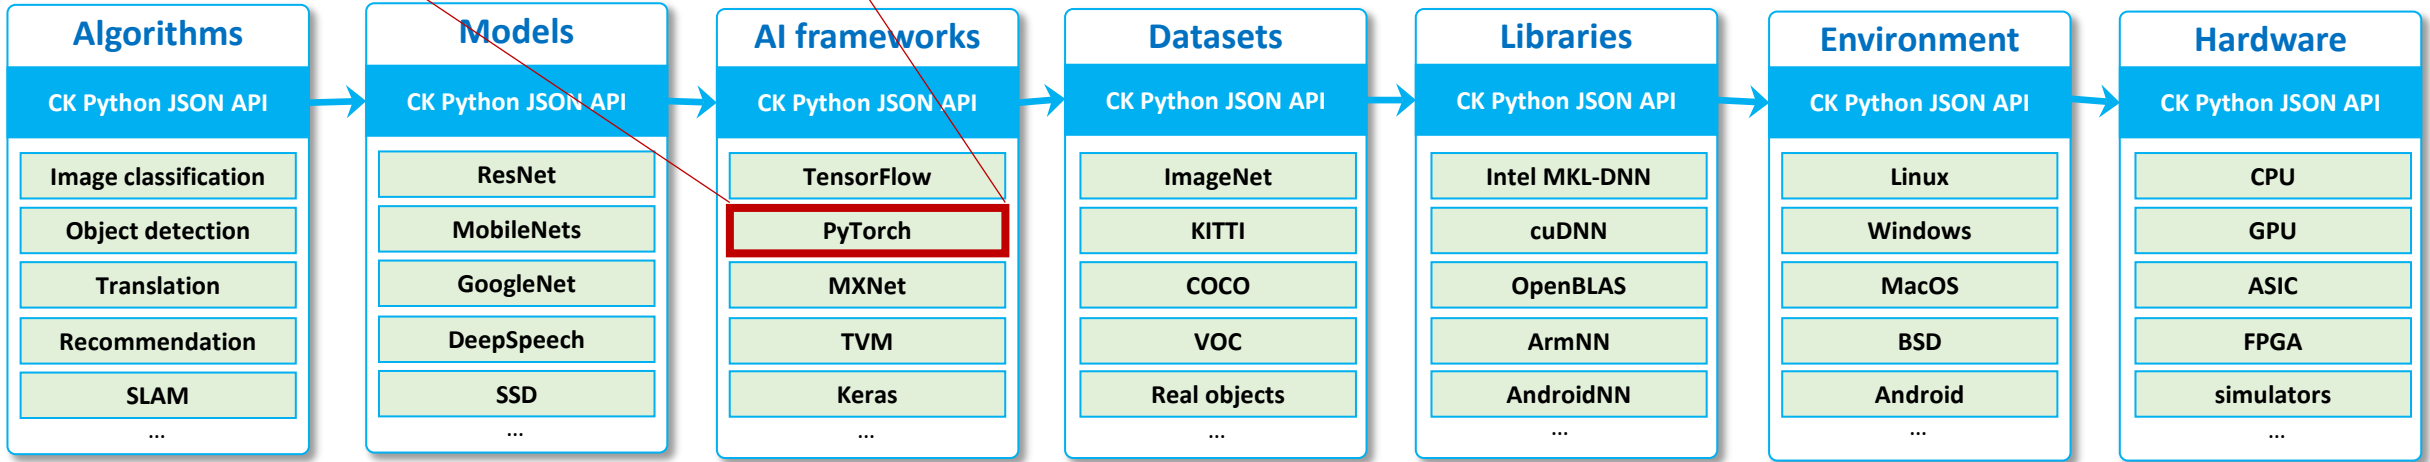 Algorithms
CK Python JSON API
Image classification
Object detection
Translation
Recommendation
SLAM
...
Models
CK Python JSON API
ResNet
MobileNets
GoogleNet
DeepSpeech
SSD
...
AI frameworks
CK Python JSON API
TensorFlow
PyTorch
MXNet
TVM
Keras
...
Datasets
CK Python JSON API
ImageNet
KITTI
COCO
VOC
Real objects
...
Libraries
CK Python JSON API
Intel MKL-DNN
cuDNN
OpenBLAS
ArmNN
AndroidNN
...
Environment
CK Python JSON API
Linux
Windows
MacOS
BSD
Android
...
Hardware
CK Python JSON API
CPU
GPU
ASIC
FPGA
simulators
...